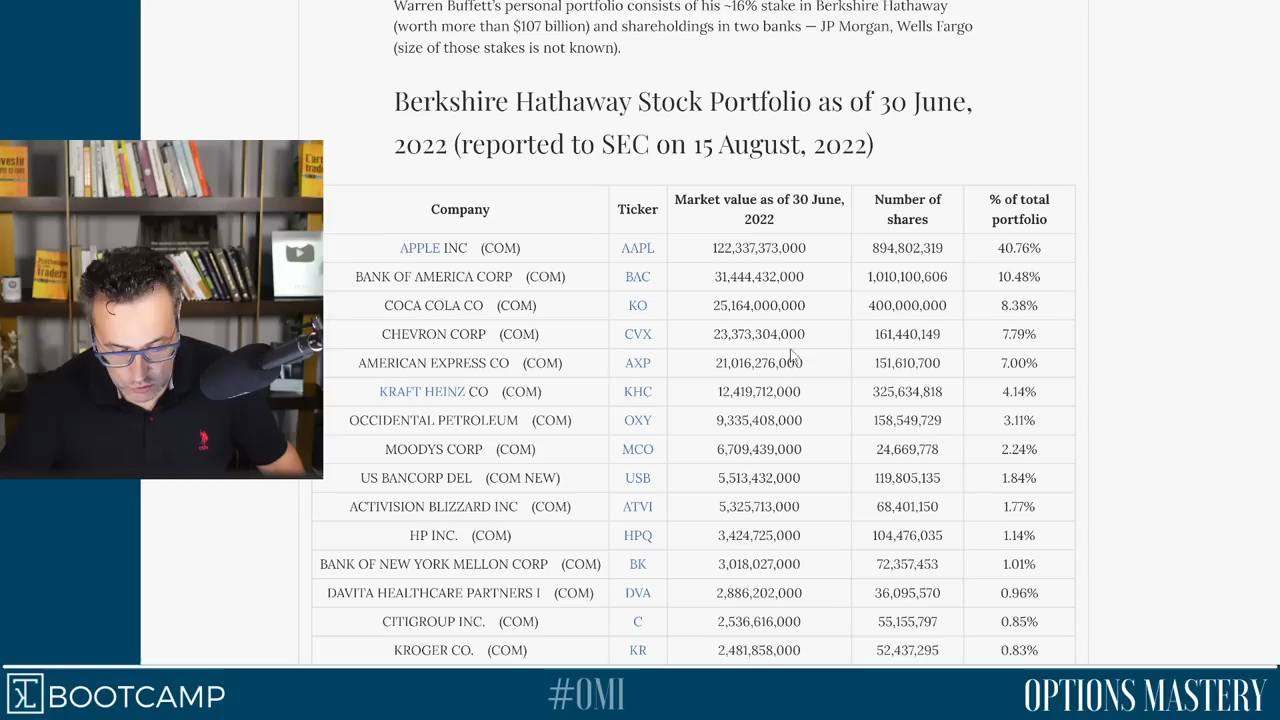 Warren Buffett's personal portfolio consists of his ~16% stake in Berkshire Hathaway
(worth more than $107 billion) and shareholdings in two banks — JP Morgan, Wells Fargo
(size of those stakes is not known).
Berkshire Hathaway Stock Portfolio as of 30 June,
2022 (reported to SEC on 15 August, 2022)
Company Ticker Market value as of 30 June, 2022 Number of shares % of total portfolio
APPLE INC (COM) AAPL 122,337,373,000 894,802,319 40.76%
BANK OF AMERICA CORP (COM) BAC 31,444,432,000 1,010,100,606 10.48%
COCA COLA CO (COM) KO 25,164,000,000 400,000,000 8.38%
CHEVRON CORP (COM) CVX 23,373,304,000 161,440,149 7.79%
AMERICAN EXPRESS CO (COM) AXP 21,016,276,000 151,610,700 7.00%
KRAFT HEINZ CO (COM) KHC 12,419,712,000 325,634,818 4.14%
OCCIDENTAL PETROLEUM (COM) OXY 9,335,408,000 158,549,729 3.11%
MOODYS CORP (COM) MCO 6,709,439,000 24,669,778 2.24%
US BANCORP DEL (COM NEW) USB 5,513,432,000 119,805,135 1.84%
ACTIVISION BLIZZARD INC (COM) ATVI 5,325,713,000 68,401,150 1.77%
HP INC. (COM) HPQ 3,424,725,000 104,476,035 1.14%
BANK OF NEW YORK MELLON CORP (COM) BK 3,018,027,000 72,357,453 1.01%
DAVITA HEALTHCARE PARTNERS I (COM) DVA 2,886,202,000 36,095,570 0.96%
CITIGROUP INC. (COM) C 2,536,616,000 55,155,797 0.85%
KROGER CO. (COM) KR 2,481,858,000 52,437,295 0.83%
BOOTCAMP
#OMI
OPTIONS MASTERY